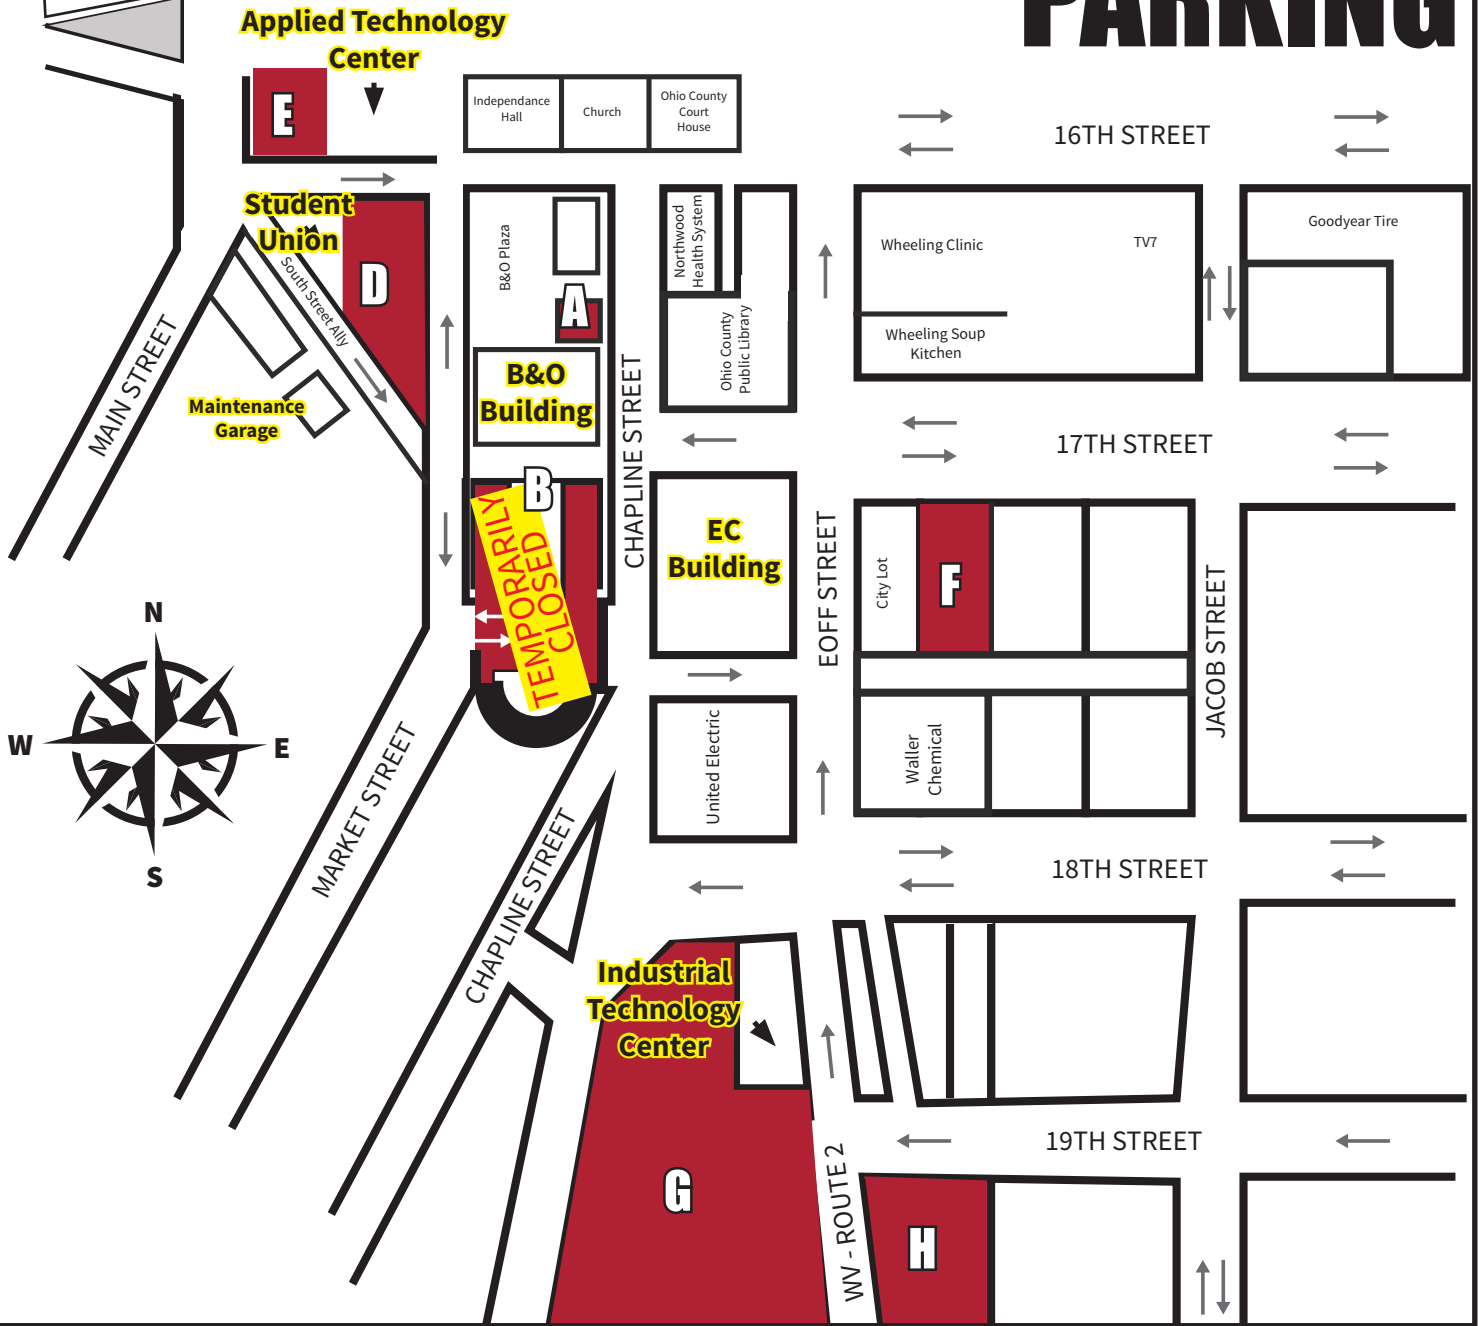 PARKING
Applied Technology
Center
E
Independance
Hall
Church
Ohio County
Court
House
16TH STREET
Student
Union
D
South Street Ally
B&O Plaza
A
Northwood
Health System
Ohio County
Public Library
Wheeling Clinic
TV7
Wheeling Soup
Kitchen
Goodyear Tire
MAIN STREET
Maintenance
Garage
B&O
Building
CHAPLINE STREET
17TH STREET
B
TEMPORARILY
CLOSED
EC
Building
EOFF STREET
City Lot
F
JACOB STREET
N
W
E
S
MARKET STREET
United Electric
Waller
Chemical
CHAPLINE STREET
18TH STREET
Industrial
Technology
Center
19TH STREET
G
WV - ROUTE 2
H